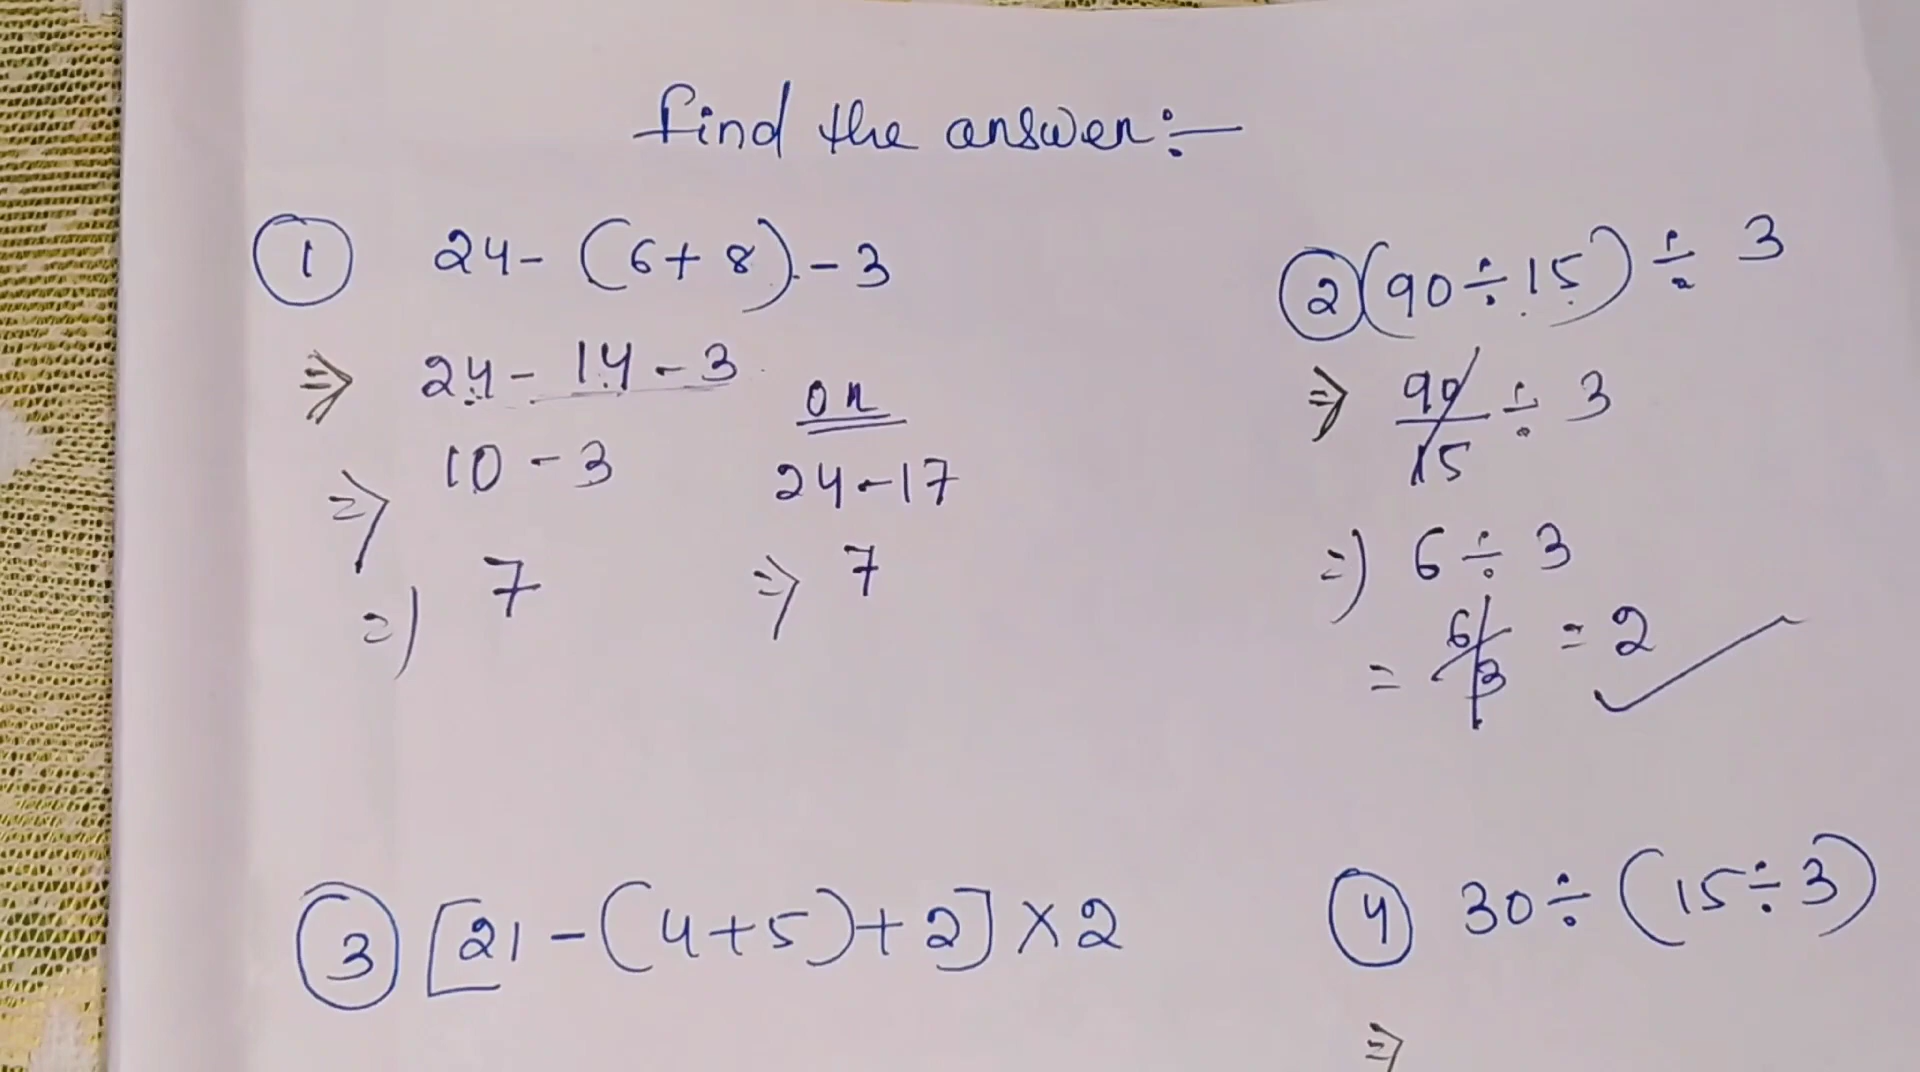 find the answer:-
① 24- (6+8) - 3
⇒ 24 - 14 - 3
or
⇒ 10 - 3
24-17
⇒ 7
⇒ 7
② (90÷15) ÷ 3
⇒ 90/15 ÷ 3
⇒ 6 ÷ 3
= 6/3 = 2 ✓
③ [21 - (4+5) + 2] × 2
④ 30 ÷ (15÷3)
⇒